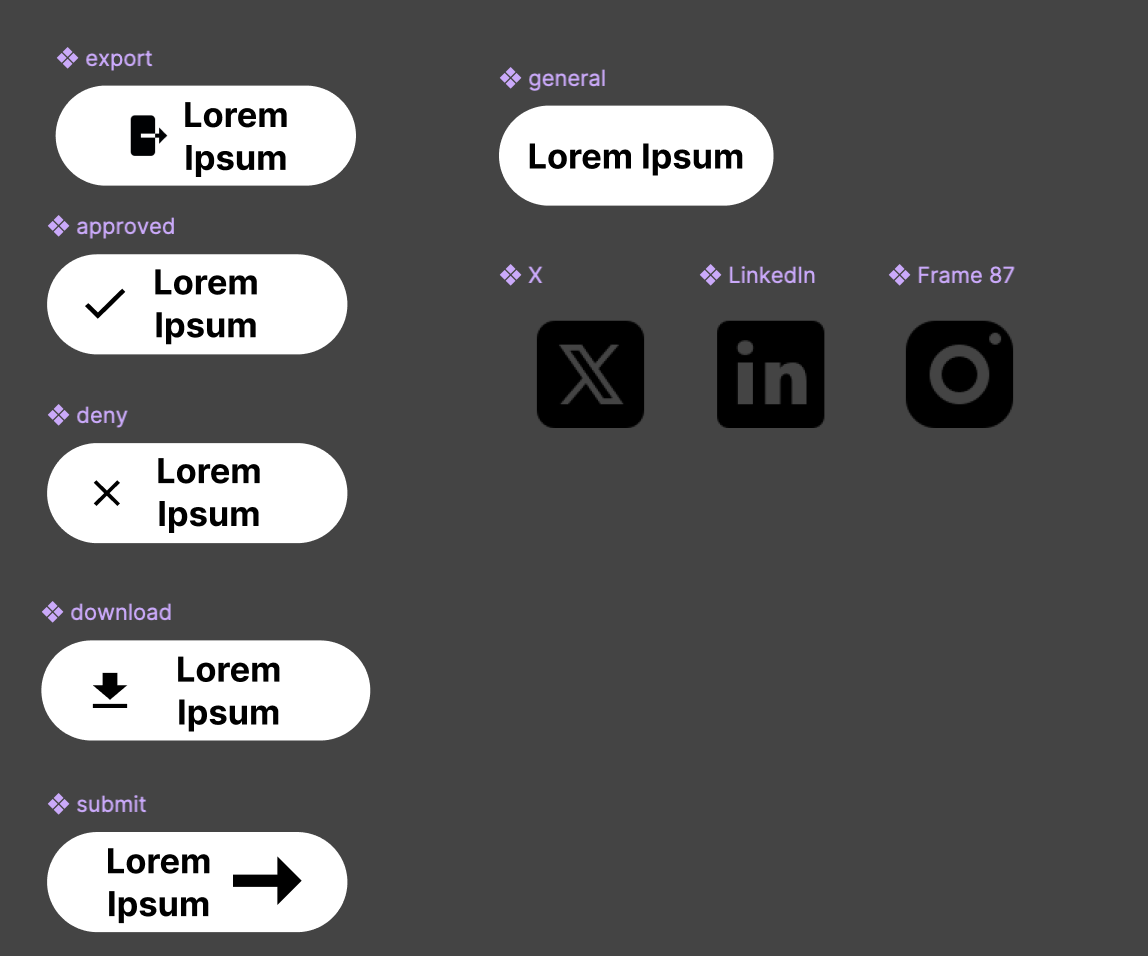 export
Lorem
Ipsum
approved
Lorem
Ipsum
deny
Lorem
Ipsum
download
Lorem
Ipsum
submit
Lorem
Ipsum
general
Lorem Ipsum
X
LinkedIn
Frame 87
X
in